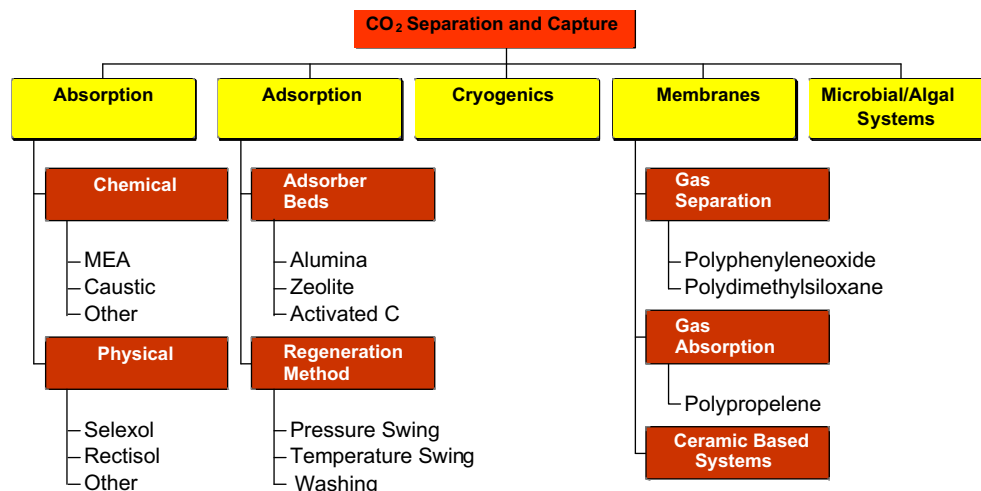 CO₂ Separation and Capture
Absorption
Adsorption
Cryogenics
Membranes
Microbial/Algal
Systems
Chemical
MEA
Caustic
Other
Physical
Selexol
Rectisol
Other
Adsorber
Beds
Alumina
Zeolite
Activated C
Regeneration
Method
Pressure Swing
Temperature Swing
Washing
Gas
Separation
Polyphenyleneoxide
Polydimethylsiloxane
Gas
Absorption
Polypropelene
Ceramic Based
Systems